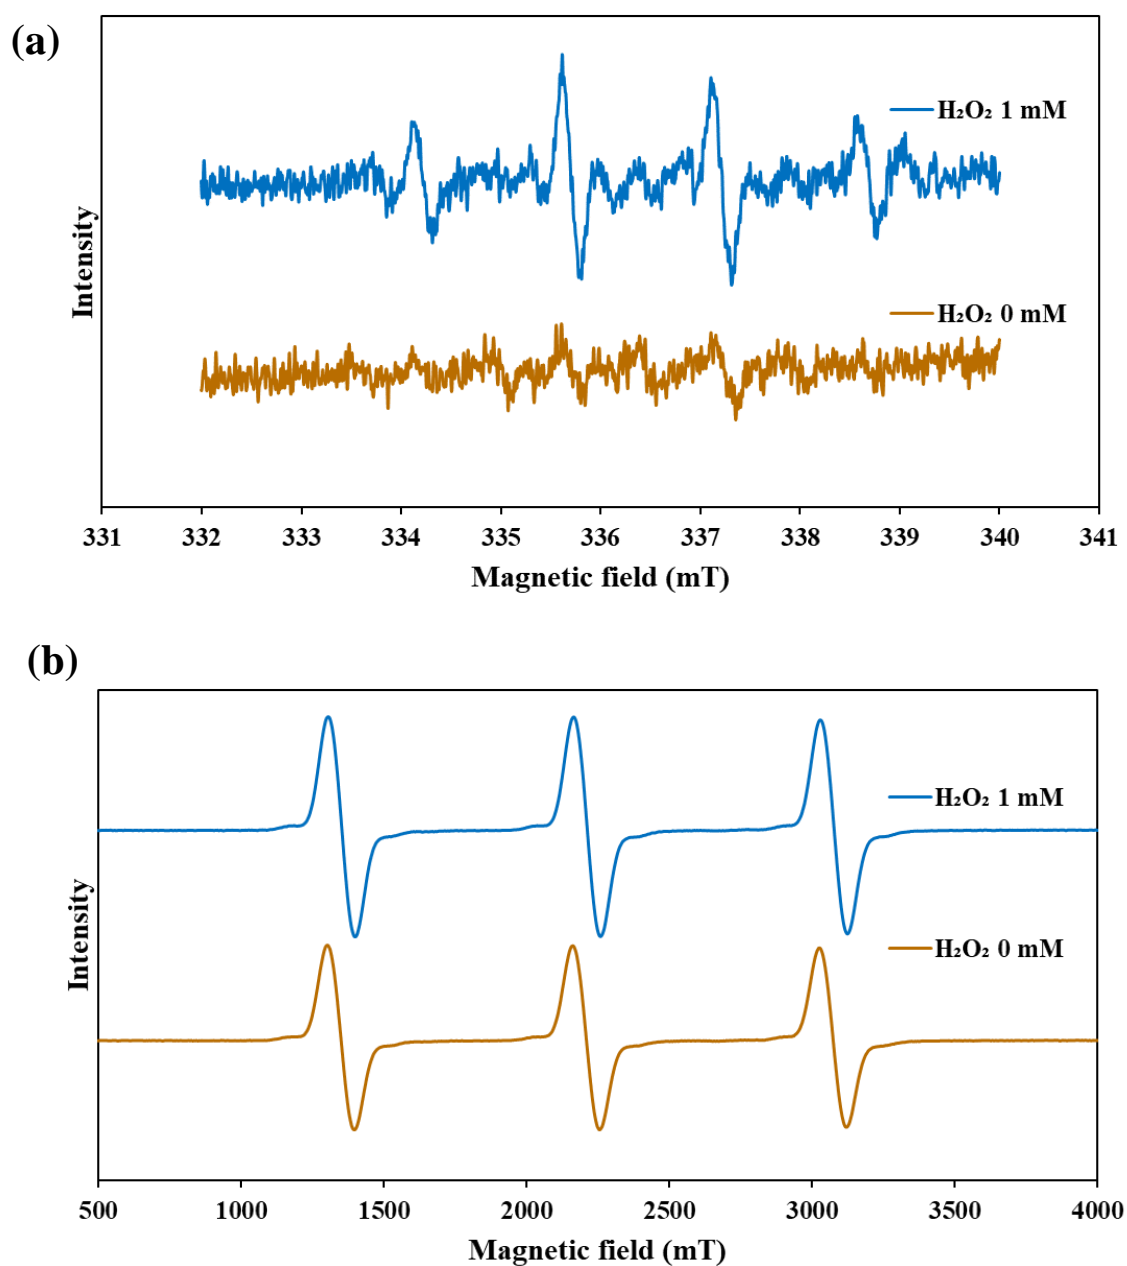 (a)
H₂O₂ 1 mM
H₂O₂ 0 mM
Intensity
331 332 333 334 335 336 337 338 339 340 341
Magnetic field (mT)
(b)
H₂O₂ 1 mM
H₂O₂ 0 mM
Intensity
500 1000 1500 2000 2500 3000 3500 4000
Magnetic field (mT)